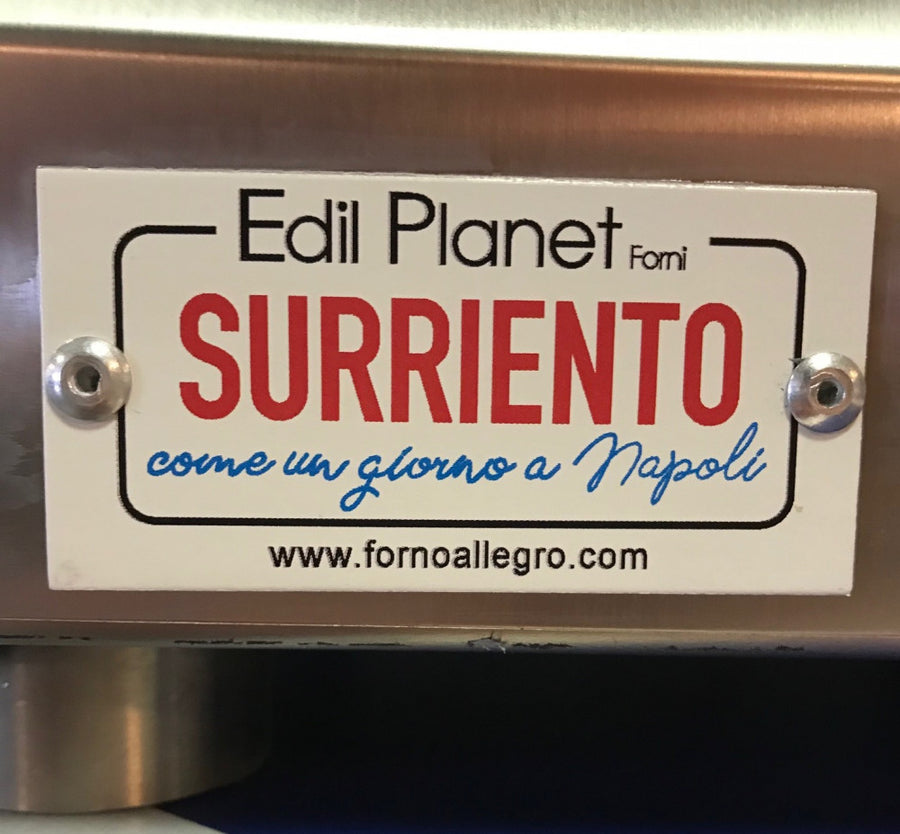 Edil Planet Forni
SURRIENTO
come un giorno a Napoli
www.fornoallegro.com